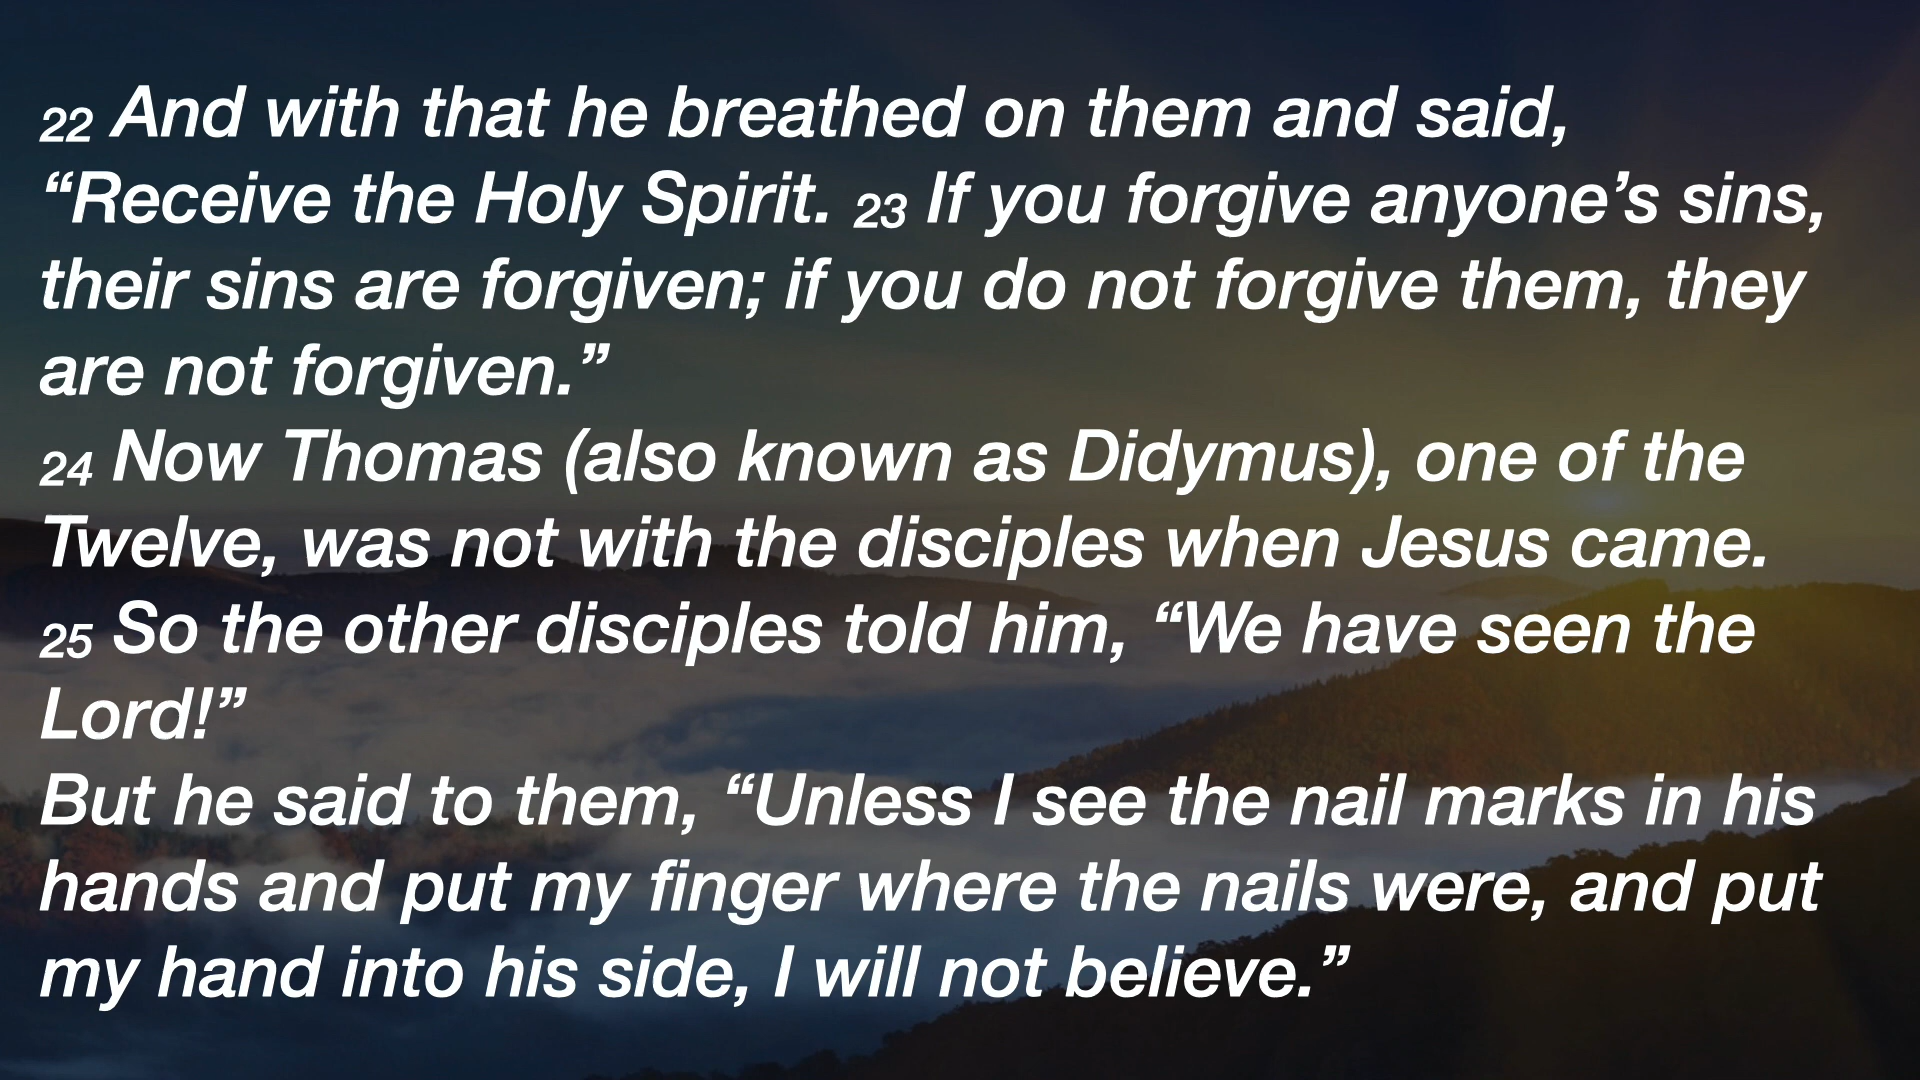 22 And with that he breathed on them and said,
“Receive the Holy Spirit. 23 If you forgive anyone’s sins,
their sins are forgiven; if you do not forgive them, they
are not forgiven.”
24 Now Thomas (also known as Didymus), one of the
Twelve, was not with the disciples when Jesus came.
25 So the other disciples told him, “We have seen the
Lord!”
But he said to them, “Unless I see the nail marks in his
hands and put my finger where the nails were, and put
my hand into his side, I will not believe.”